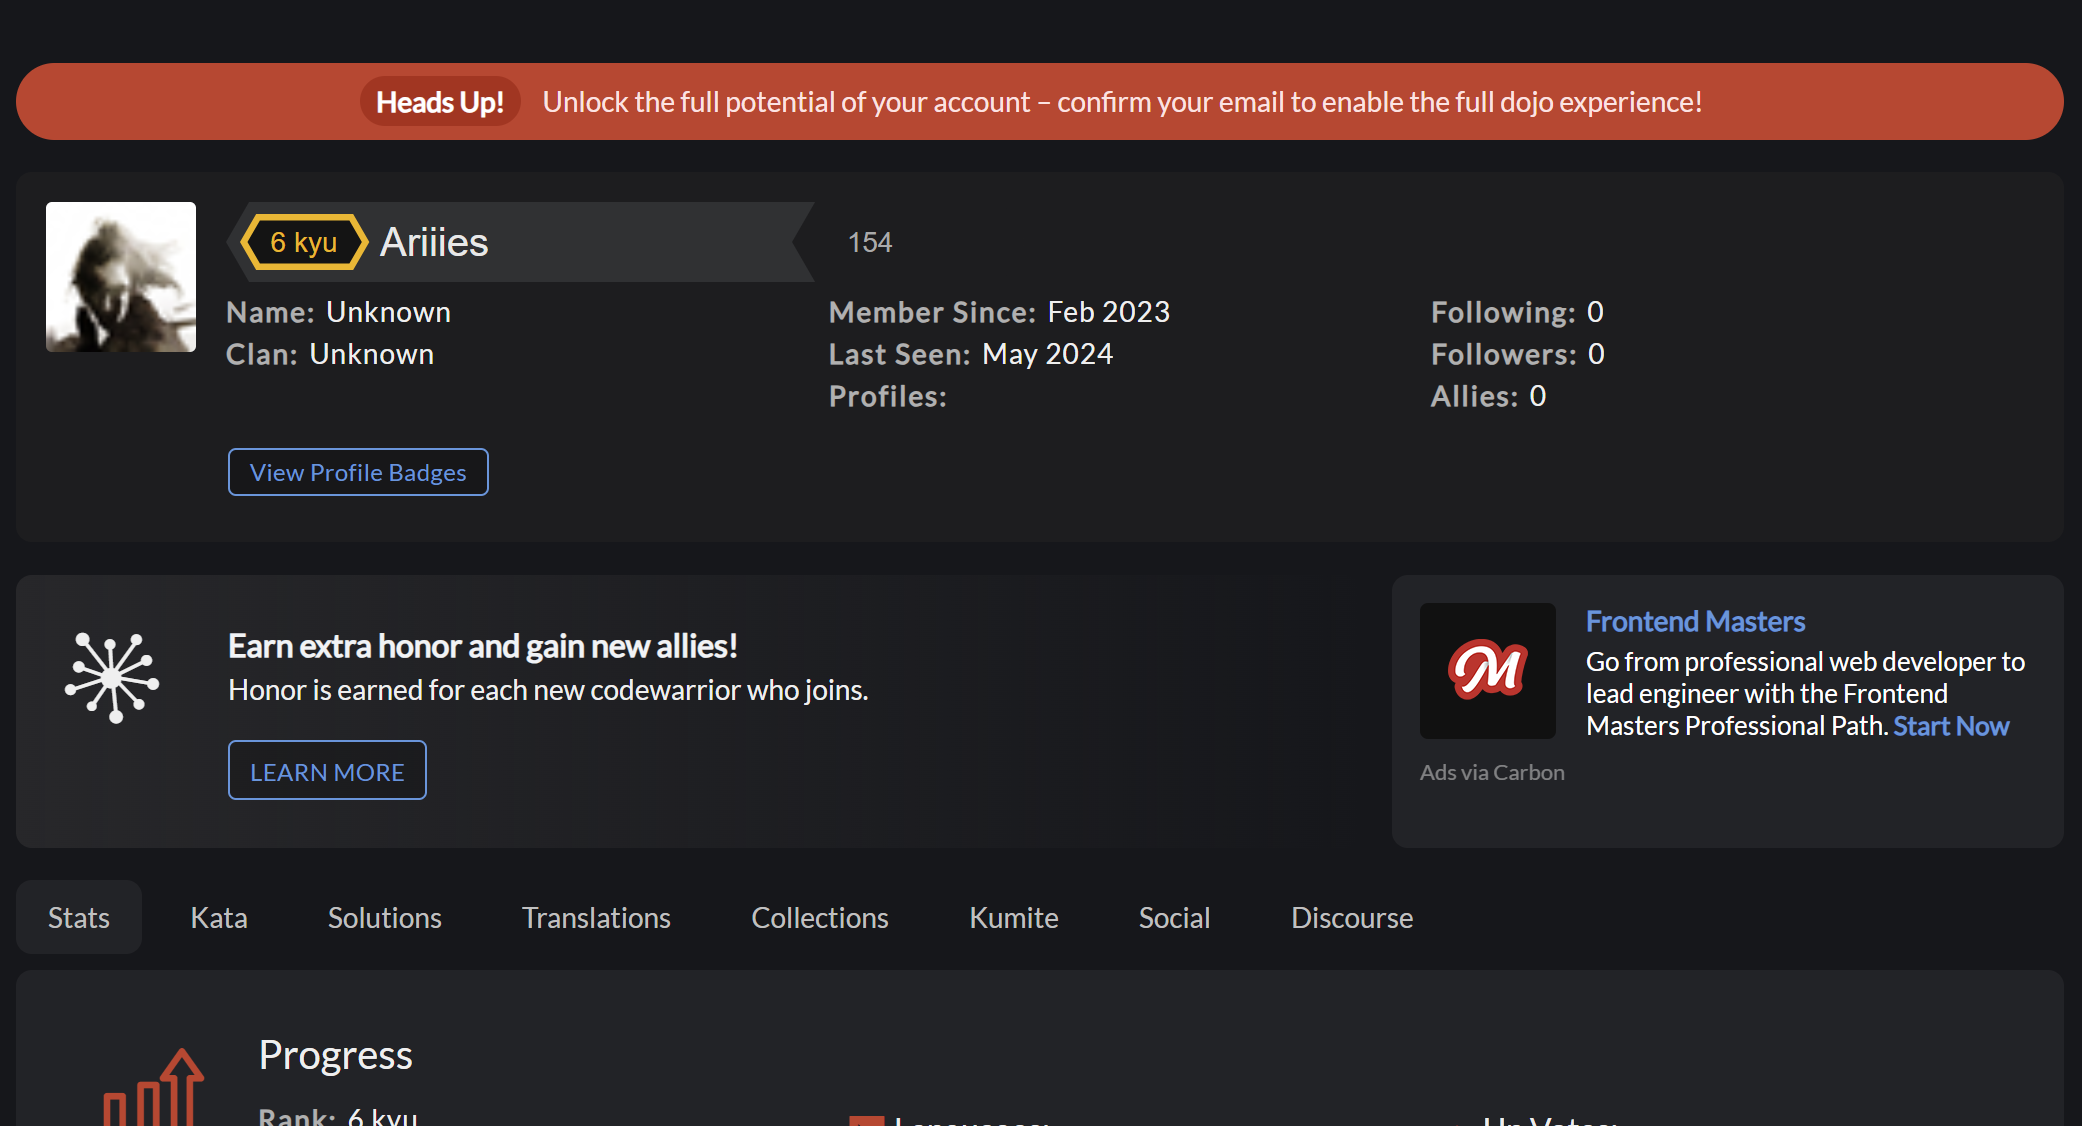 Heads Up! Unlock the full potential of your account – confirm your email to enable the full dojo experience!
6 kyu Ariiies 154
Name: Unknown
Clan: Unknown
Member Since: Feb 2023
Last Seen: May 2024
Profiles:
Following: 0
Followers: 0
Allies: 0
View Profile Badges
Earn extra honor and gain new allies!
Honor is earned for each new codewarrior who joins.
LEARN MORE
M
Frontend Masters
Go from professional web developer to
lead engineer with the Frontend
Masters Professional Path. Start Now
Ads via Carbon
Stats Kata Solutions Translations Collections Kumite Social Discourse
Progress
Rank: 6 kyu
Languages:
Up Votes: